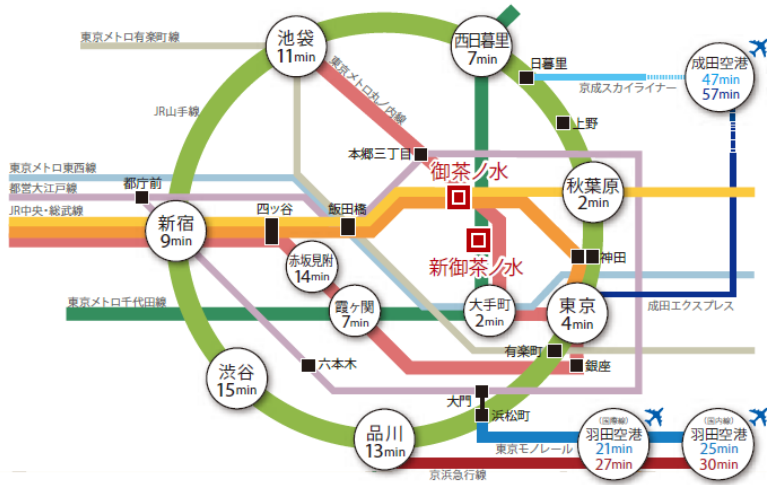 東京メトロ有楽町線
池袋
11min
西日暮里
7min
日暮里
成田空港
47min
57min
京成スカイライナー
東京メトロ丸ノ内線
JR山手線
上野
本郷三丁目
東京メトロ東西線
都営大江戸線
都庁前
御茶ノ水
秋葉原
2min
JR中央・総武線
新宿
9min
四ッ谷
飯田橋
新御茶ノ水
神田
赤坂見附
14min
東京メトロ千代田線
霞ヶ関
7min
大手町
2min
東京
4min
成田エクスプレス
有楽町
銀座
渋谷
15min
六本木
大門
浜松町
品川
13min
(国際線)
羽田空港
21min
27min
(国内線)
羽田空港
25min
30min
東京モノレール
京浜急行線